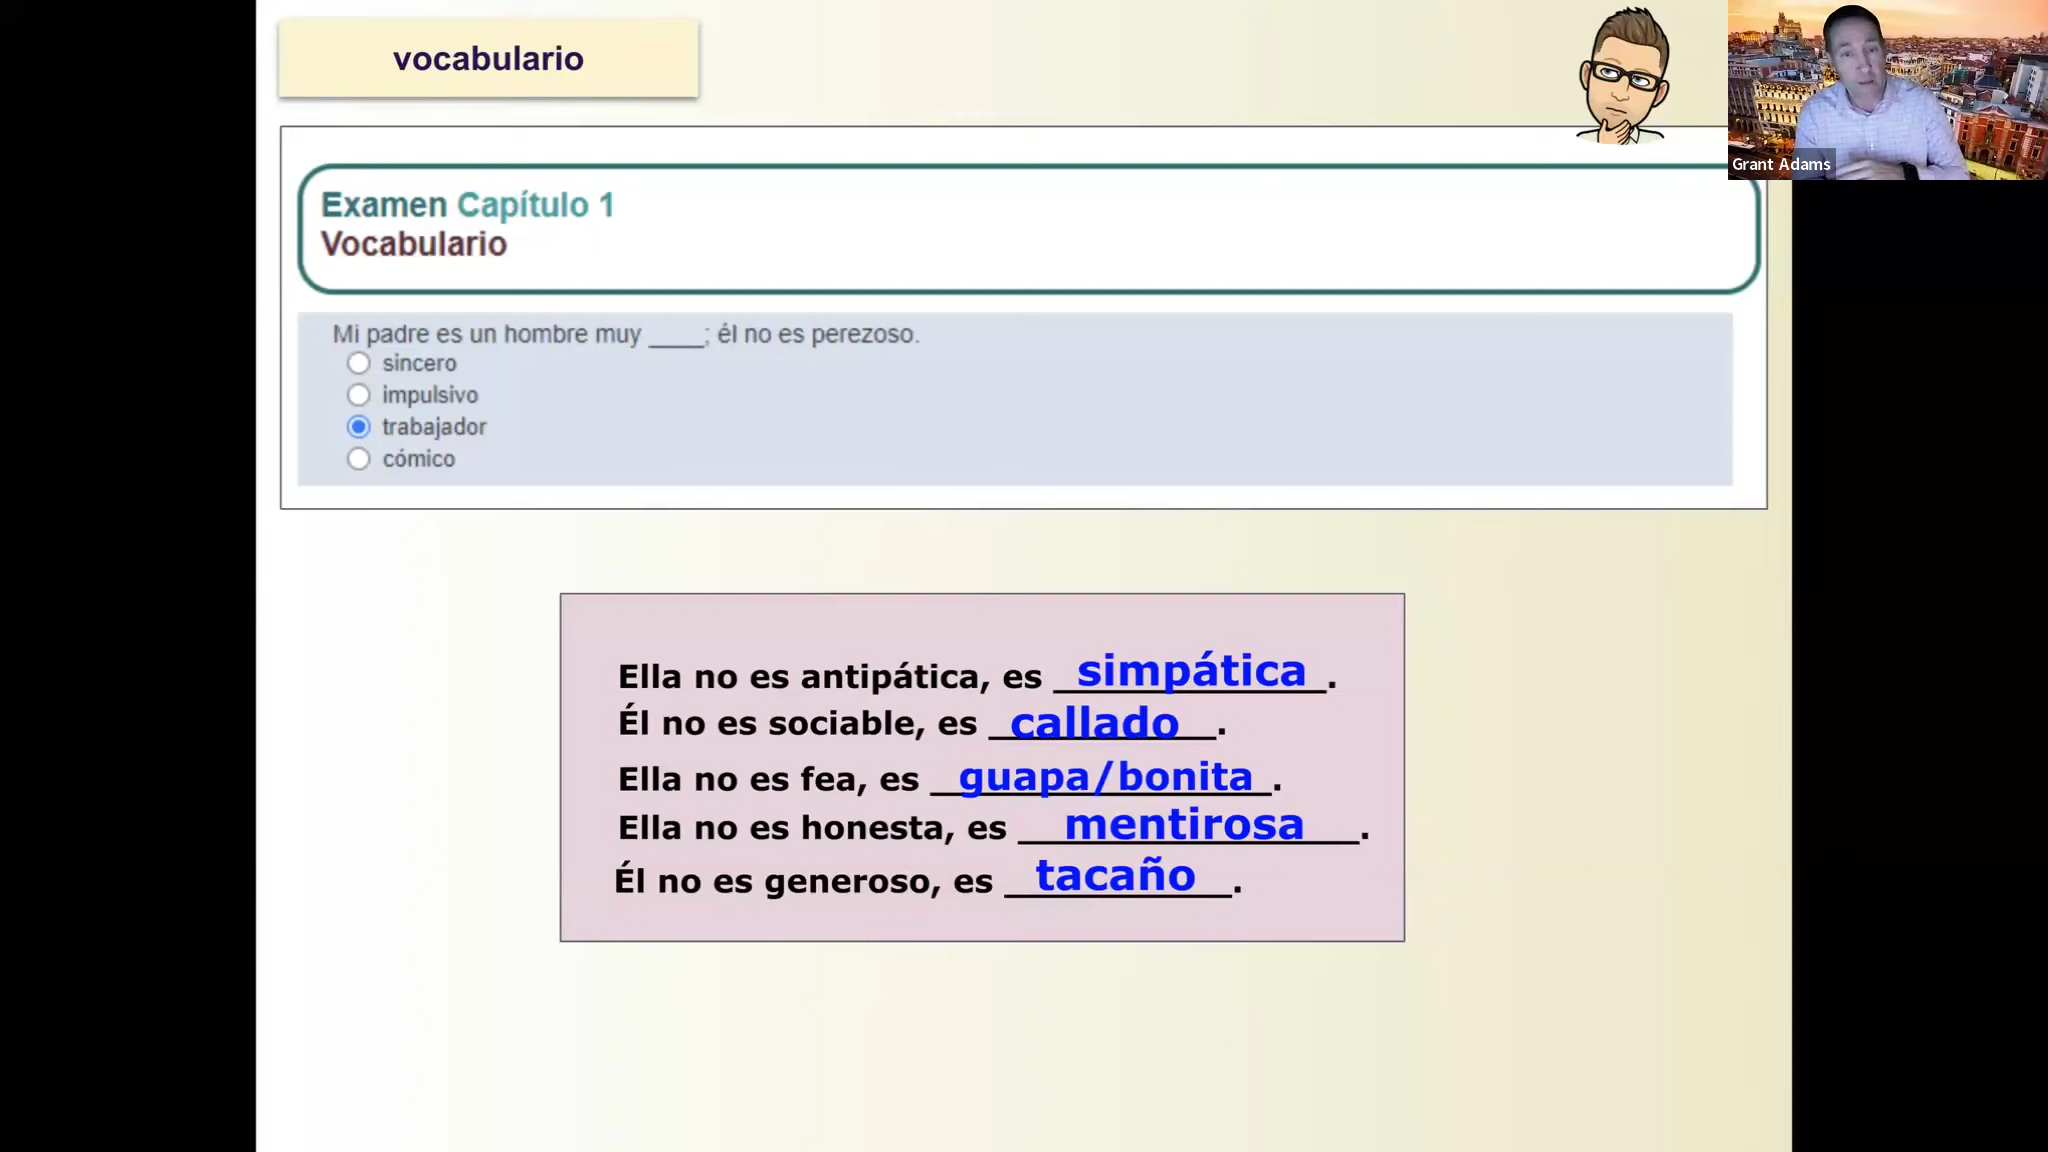 vocabulario
Grant Adams
Examen Capítulo 1
Vocabulario
Mi padre es un hombre muy ____; él no es perezoso.
sincero
impulsivo
trabajador
cómico
Ella no es antipática, es simpática.
Él no es sociable, es callado.
Ella no es fea, es guapa/bonita.
Ella no es honesta, es mentirosa.
Él no es generoso, es tacaño.